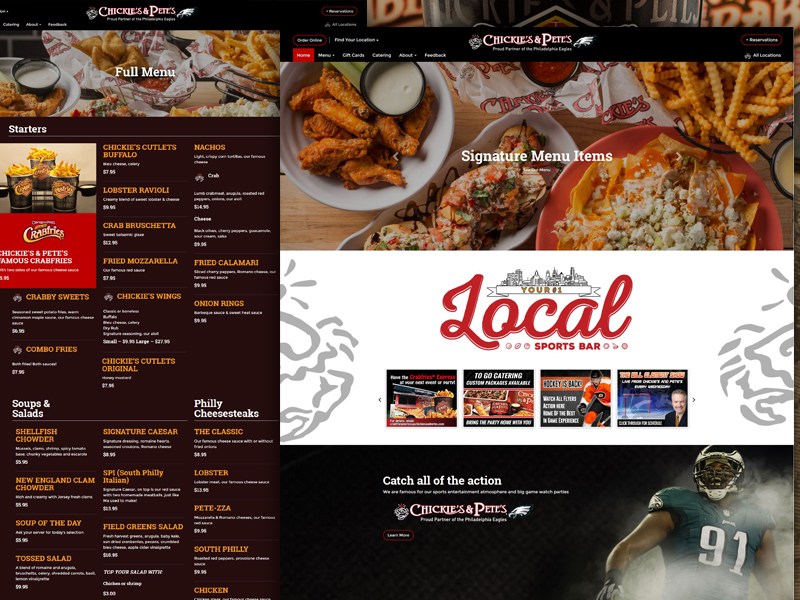 CHICKIE'S & PETE'S
Proud Partner of the Philadelphia Eagles
+ Reservations
Catering
About
Feedback
All Locations
Full Menu
Starters
CHICKIE'S & PETE'S
FAMOUS CRABFRIES
with two sides of our famous cheese sauce
CRABBY SWEETS
Seasoned sweet potato fries, warm
cinnamon maple sauce, our famous cheese
sauce
$6.95
COMBO FRIES
Both fries! Both sauces!
$7.95
CHICKIE'S CUTLETS
BUFFALO
Bleu cheese, celery
$7.95
LOBSTER RAVIOLI
Creamy blend of sweet lobster & cheese
$9.95
CRAB BRUSCHETTA
Sweet balsamic glaze
$12.95
FRIED MOZZARELLA
Our famous red sauce
$7.95
CHICKIE'S WINGS
Classic or boneless
Buffalo
Bleu cheese, celery
Dry Rub
Signature seasoning, our aioli
Small – $9.95 Large – $27.95
CHICKIE'S CUTLETS
ORIGINAL
Honey mustard
$7.95
NACHOS
Light, crispy corn tortillas, our famous
cheese
Crab
Lump crabmeat, arugula, roasted red
peppers, onions, our aioli
$14.95
Cheese
Black olives, cherry peppers, guacamole,
sour cream, salsa
$9.95
FRIED CALAMARI
Sliced cherry peppers, Romano cheese, our
famous red sauce
$9.95
ONION RINGS
Barbeque sauce & sweet heat sauce
$9.95
Soups &
Salads
SHELLFISH
CHOWDER
Mussels, clams, shrimp, spicy tomato
base, chunky vegetables and escarole
$5.95
NEW ENGLAND CLAM
CHOWDER
Rich and creamy with Jersey fresh clams
$5.95
SOUP OF THE DAY
Ask your server for today's selection
$5.95
TOSSED SALAD
A blend of romaine and arugula,
bruschetta, celery, shredded carrots, basil,
lemon vinaigrette
$9.95
SIGNATURE CAESAR
Signature dressing, romaine hearts,
seasoned croutons, Romano cheese
$8.95
SPI (South Philly
Italian)
Signature Caesar, on top is our red sauce
with two homemade meatballs, just like
Ma used to make!
$13.95
FIELD GREENS SALAD
Fresh harvest greens, arugula, baby kale,
sun dried cranberries, pecans, crumbled
bleu cheese, apple cider vinaigrette
$10.95
TOP YOUR SALAD WITH:
Chicken or shrimp
$3.00
Philly
Cheesesteaks
THE CLASSIC
Our famous cheese sauce with or without
fried onions
$8.95
LOBSTER
Lobster meat, our famous cheese sauce
$13.95
PETE-ZZA
Mozzarella & Romano cheeses, our famous
red sauce
$9.95
SOUTH PHILLY
Roasted red peppers, provolone cheese
sauce
$9.95
CHICKEN
Order Online
Find Your Location
CHICKIE'S & PETE'S
Proud Partner of the Philadelphia Eagles
+ Reservations
Home
Menu
Gift Cards
Catering
About
Feedback
All Locations
Signature Menu Items
See Our Menu
YOUR #1
Local
SPORTS BAR
Have the Crabfries® Express
at your next event or party!
TO GO CATERING
CUSTOM PACKAGES AVAILABLE
BRING THE PARTY HOME WITH YOU
HOCKEY IS BACK!
WATCH ALL FLYERS
ACTION HERE
HOME OF THE BEST
IN GAME EXPERIENCE
LIVE FROM CHICKIE'S AND PETE'S
EVERY WEDNESDAY
CLICK THROUGH FOR SCHEDULE
Catch all of the action
We are famous for our sports entertainment atmosphere and big game watch parties
CHICKIE'S & PETE'S
Proud Partner of the Philadelphia Eagles
Learn More
91